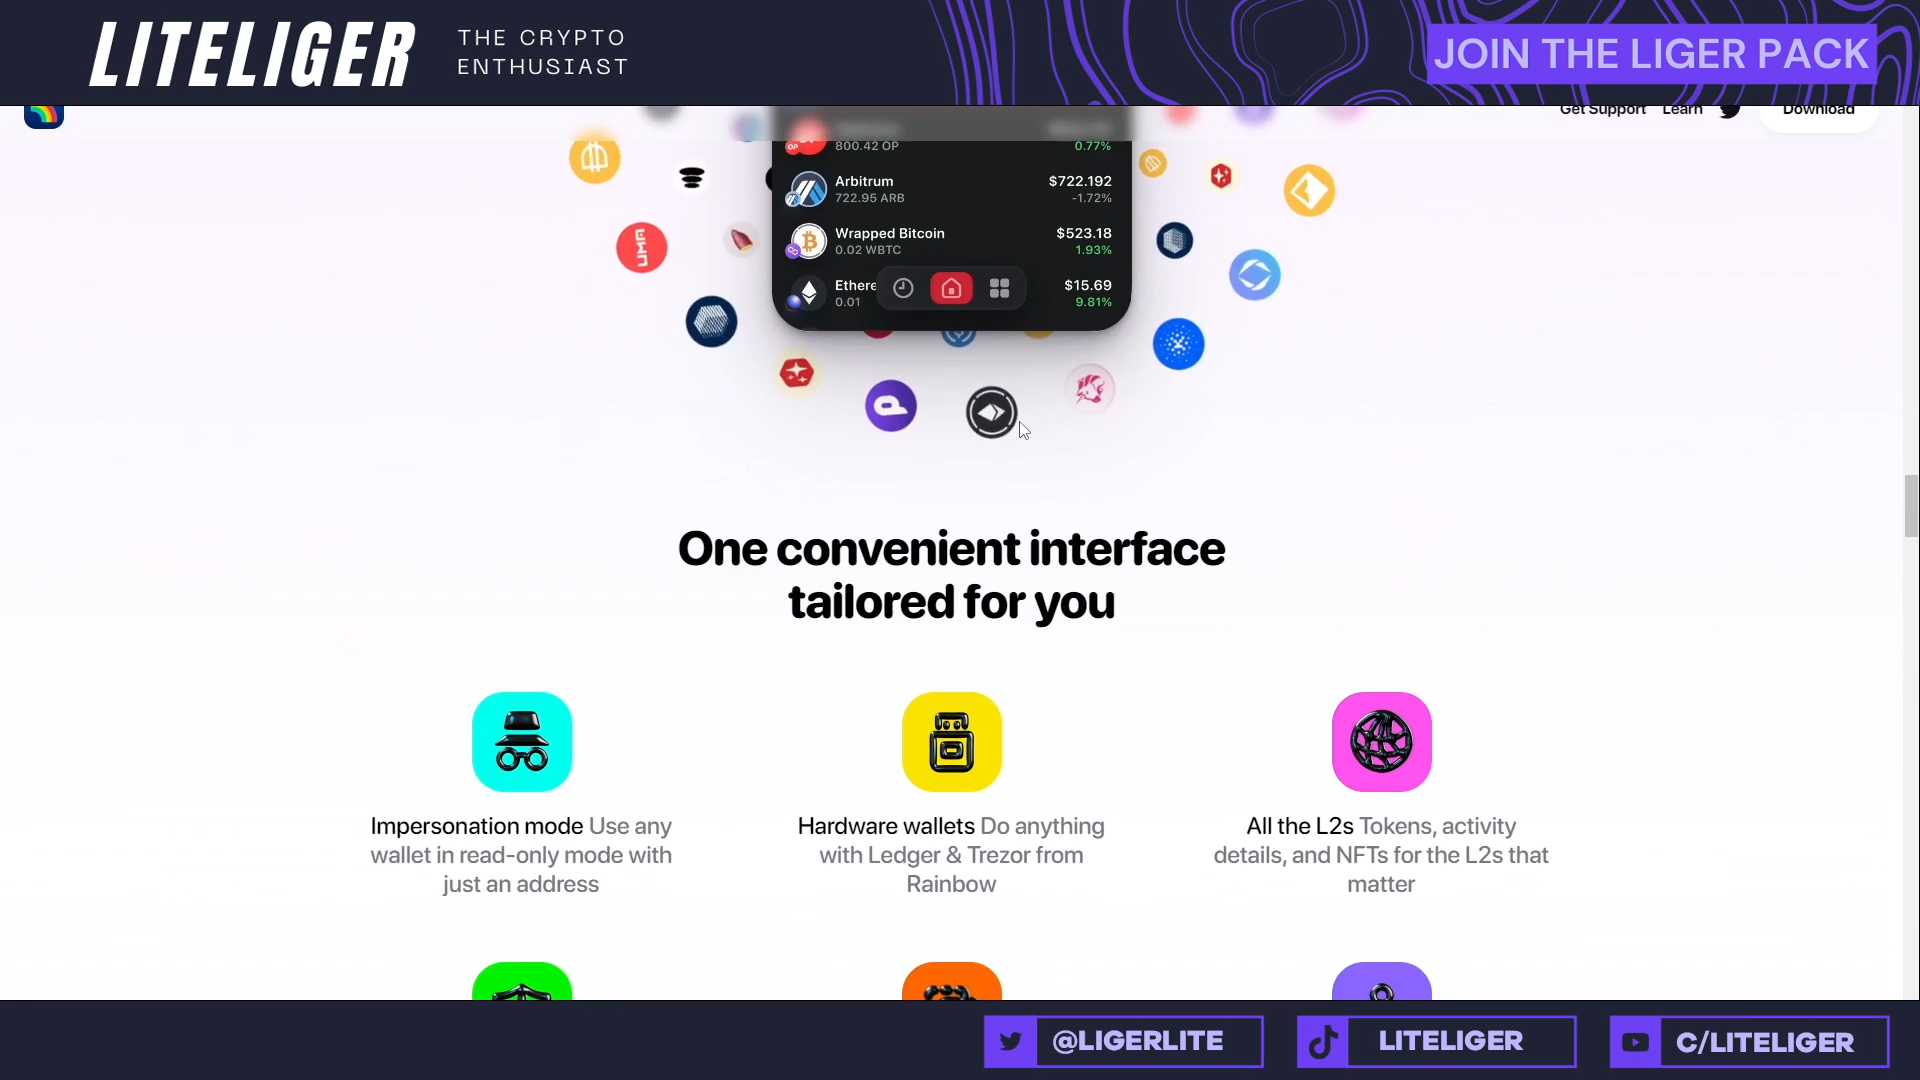 LITELIGER
THE CRYPTO
ENTHUSIAST
JOIN THE LIGER PACK
Get Support Learn Download
800.42 OP 0.77%
Arbitrum $722.192
722.95 ARB -1.72%
Wrapped Bitcoin $523.18
0.02 WBTC 1.93%
Ethere $15.69
0.01 9.81%
OP
UMA
One convenient interface
tailored for you
Impersonation mode Use any
wallet in read-only mode with
just an address
Hardware wallets Do anything
with Ledger & Trezor from
Rainbow
All the L2s Tokens, activity
details, and NFTs for the L2s that
matter
@LIGERLITE
LITELIGER
C/LITELIGER